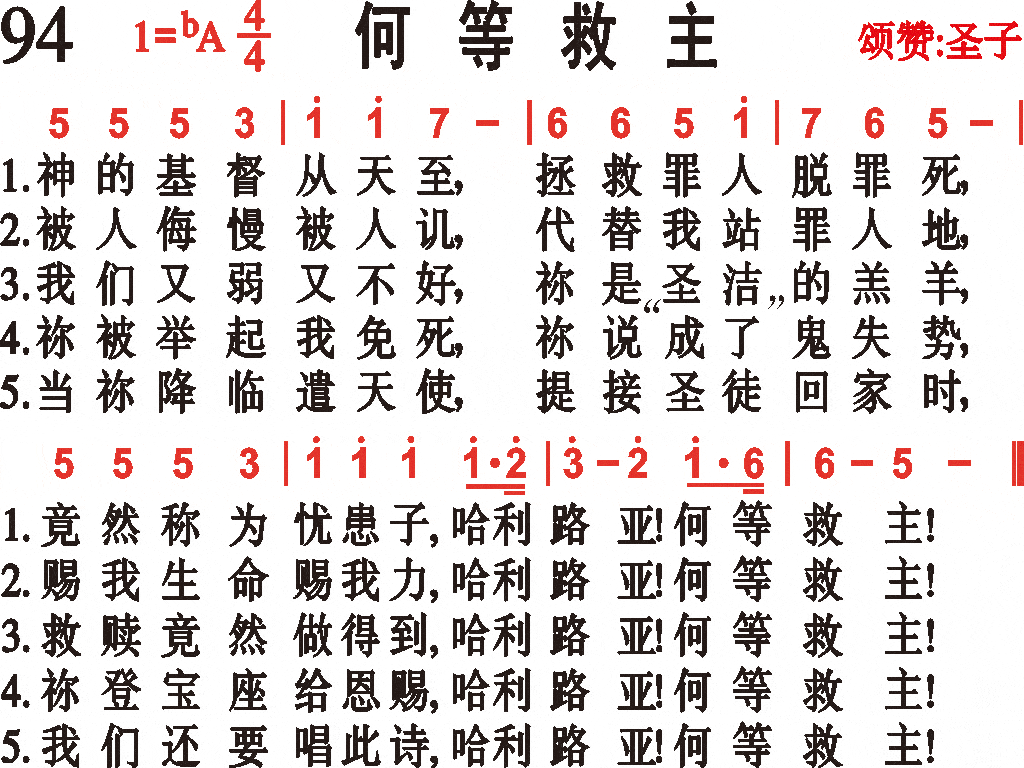 94 1=ᵇA 4/4 何等救主 颂赞:圣子
5 5 5 3 | i i 7 – | 6 6 5 i | 7 6 5 – |
1.神的基督从天至, 拯救罪人脱罪死,
2.被人侮慢被人讥, 代替我站罪人地,
3.我们又弱又不好, 祢是“圣洁”的羔羊,
4.祢被举起我免死, 祢说成了鬼失势,
5.当祢降临遣天使, 提接圣徒回家时,
5 5 5 3 | i i i i·2̇ | 3̇ – 2̇ i·6 | 6 – 5 – ‖
1.竟然称为忧患子,哈利路亚!何等救主!
2.赐我生命赐我力,哈利路亚!何等救主!
3.救赎竟然做得到,哈利路亚!何等救主!
4.祢登宝座给恩赐,哈利路亚!何等救主!
5.我们还要唱此诗,哈利路亚!何等救主!